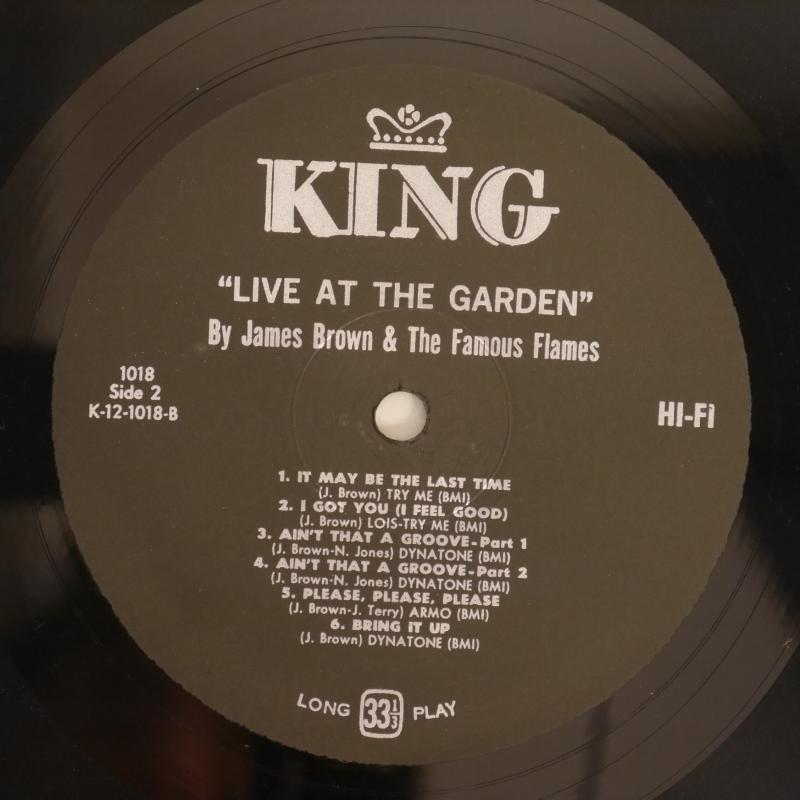 KING
“LIVE AT THE GARDEN”
By James Brown & The Famous Flames
1018
Side 2
K-12-1018-B
HI-FI
1. IT MAY BE THE LAST TIME
(J. Brown) TRY ME (BMI)
2. I GOT YOU (I FEEL GOOD)
(J. Brown) LOIS-TRY ME (BMI)
3. AIN'T THAT A GROOVE-Part 1
(J. Brown-N. Jones) DYNATONE (BMI)
4. AIN'T THAT A GROOVE-Part 2
(J. Brown-N. Jones) DYNATONE (BMI)
5. PLEASE, PLEASE, PLEASE
(J. Brown-J. Terry) ARMO (BMI)
6. BRING IT UP
(J. Brown) DYNATONE (BMI)
LONG 33 1/3 PLAY